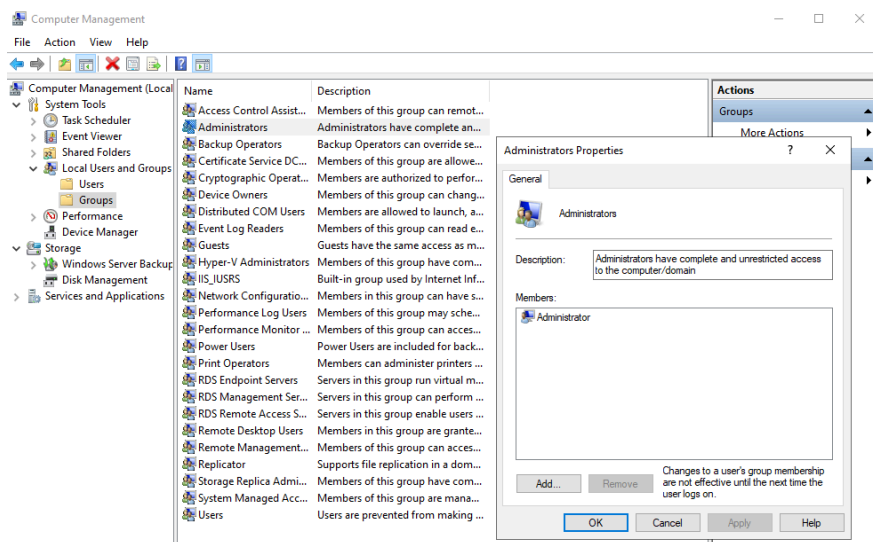 Computer Management
File Action View Help
Computer Management (Local
System Tools
Task Scheduler
Event Viewer
Shared Folders
Local Users and Groups
Users
Groups
Performance
Device Manager
Storage
Windows Server Backup
Disk Management
Services and Applications
Name Description
Access Control Assist... Members of this group can remot...
Administrators Administrators have complete an...
Backup Operators Backup Operators can override se...
Certificate Service DC... Members of this group are allowe...
Cryptographic Operat... Members are authorized to perfor...
Device Owners Members of this group can chang...
Distributed COM Users Members are allowed to launch, a...
Event Log Readers Members of this group can read e...
Guests Guests have the same access as m...
Hyper-V Administrators Members of this group have com...
IIS_IUSRS Built-in group used by Internet Inf...
Network Configuratio... Members in this group can have s...
Performance Log Users Members of this group may sche...
Performance Monitor ... Members of this group can acces...
Power Users Power Users are included for back...
Print Operators Members can administer printers ...
RDS Endpoint Servers Servers in this group run virtual m...
RDS Management Ser... Servers in this group can perform ...
RDS Remote Access S... Servers in this group enable users ...
Remote Desktop Users Members in this group are grante...
Remote Management... Members of this group can acces...
Replicator Supports file replication in a dom...
Storage Replica Admi... Members of this group have com...
System Managed Acc... Members of this group are mana...
Users Users are prevented from making ...
Actions
Groups
More Actions
Administrators Properties
? 
General
Administrators
Description:
Administrators have complete and unrestricted access
to the computer/domain
Members:
Administrator
Add... Remove
Changes to a user's group membership
are not effective until the next time the
user logs on.
OK Cancel Apply Help